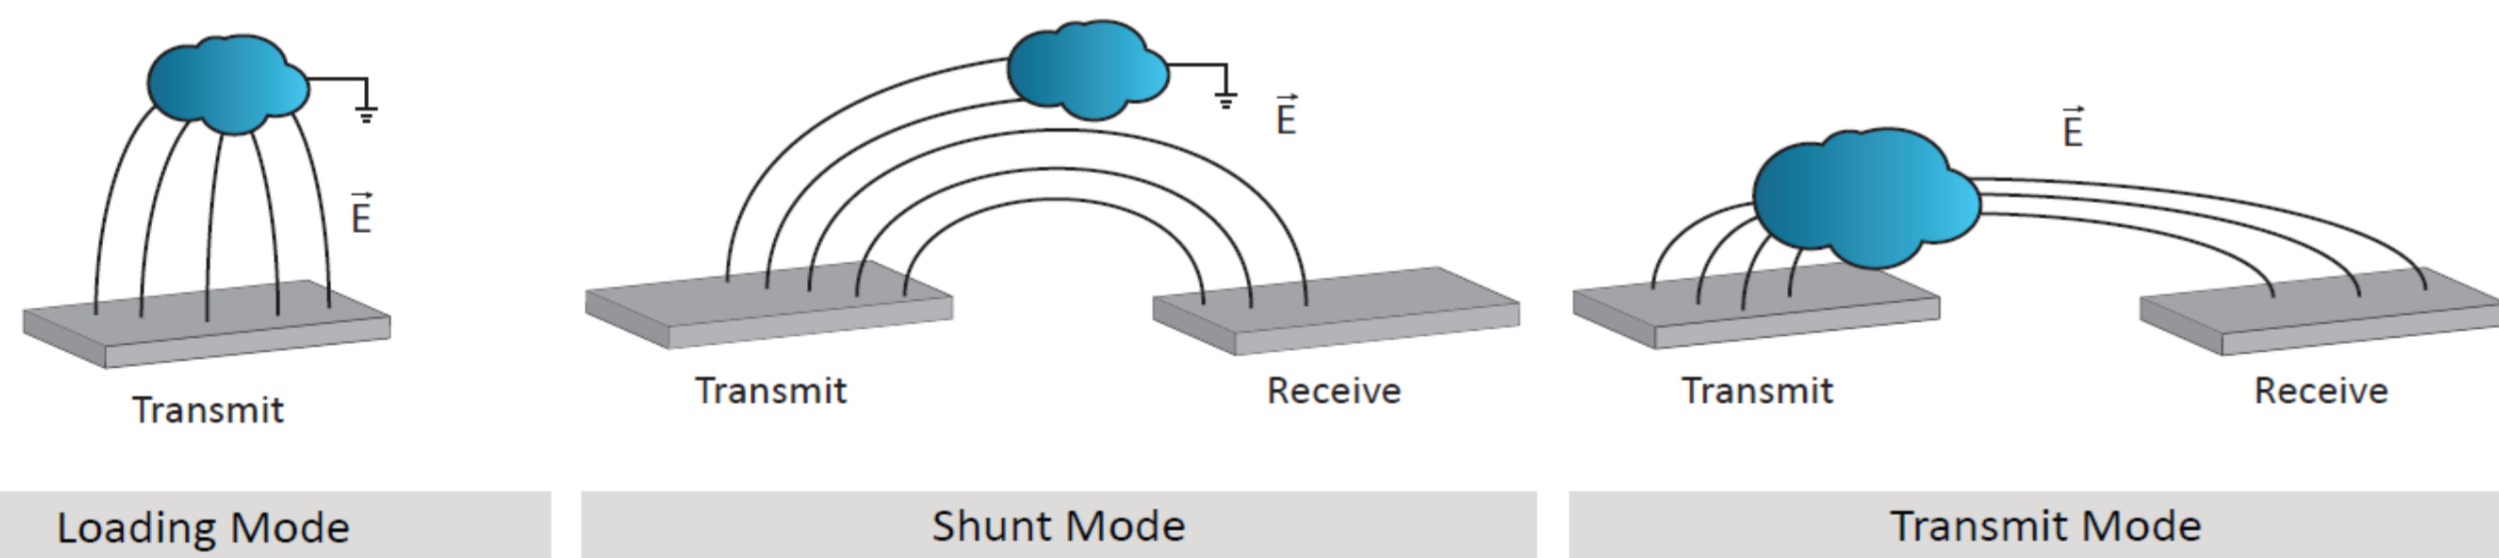 E⃗
Transmit
Loading Mode
E⃗
Transmit
Receive
Shunt Mode
E⃗
Transmit
Receive
Transmit Mode